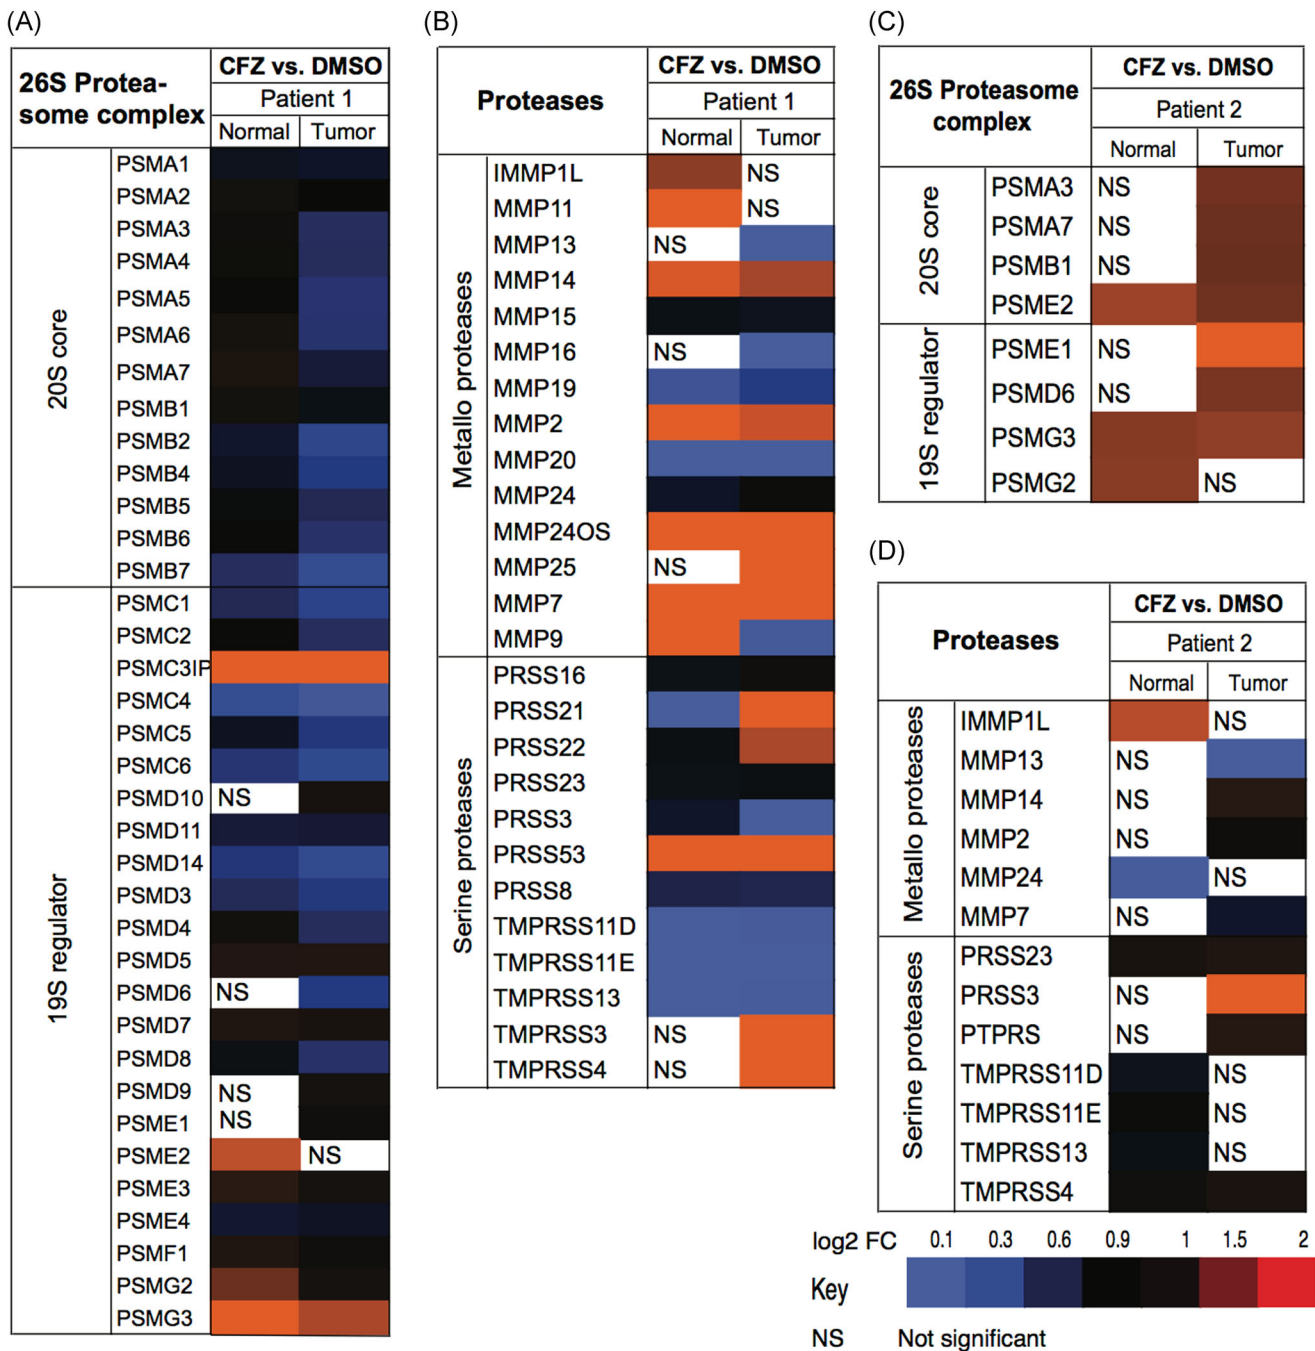 (A)
26S Protea-
some complex
CFZ vs. DMSO
Patient 1
Normal Tumor
20S core
PSMA1
PSMA2
PSMA3
PSMA4
PSMA5
PSMA6
PSMA7
PSMB1
PSMB2
PSMB4
PSMB5
PSMB6
PSMB7
19S regulator
PSMC1
PSMC2
PSMC3IP
PSMC4
PSMC5
PSMC6
PSMD10 NS
PSMD11
PSMD14
PSMD3
PSMD4
PSMD5
PSMD6 NS
PSMD7
PSMD8
PSMD9 NS
PSME1 NS
PSME2 NS
PSME3
PSME4
PSMF1
PSMG2
PSMG3
(B)
Proteases
CFZ vs. DMSO
Patient 1
Normal Tumor
Metallo proteases
IMMP1L NS
MMP11 NS
MMP13 NS
MMP14
MMP15
MMP16 NS
MMP19
MMP2
MMP20
MMP24
MMP24OS
MMP25 NS
MMP7
MMP9
Serine proteases
PRSS16
PRSS21
PRSS22
PRSS23
PRSS3
PRSS53
PRSS8
TMPRSS11D
TMPRSS11E
TMPRSS13
TMPRSS3 NS
TMPRSS4 NS
(C)
26S Proteasome
complex
CFZ vs. DMSO
Patient 2
Normal Tumor
20S core
PSMA3 NS
PSMA7 NS
PSMB1 NS
PSME2
19S regulator
PSME1 NS
PSMD6 NS
PSMG3
PSMG2 NS
(D)
Proteases
CFZ vs. DMSO
Patient 2
Normal Tumor
Metallo proteases
IMMP1L NS
MMP13 NS
MMP14 NS
MMP2 NS
MMP24 NS
MMP7 NS
Serine proteases
PRSS23
PRSS3 NS
PTPRS NS
TMPRSS11D NS
TMPRSS11E NS
TMPRSS13 NS
TMPRSS4
log2 FC 0.1 0.3 0.6 0.9 1 1.5 2
Key
NS Not significant